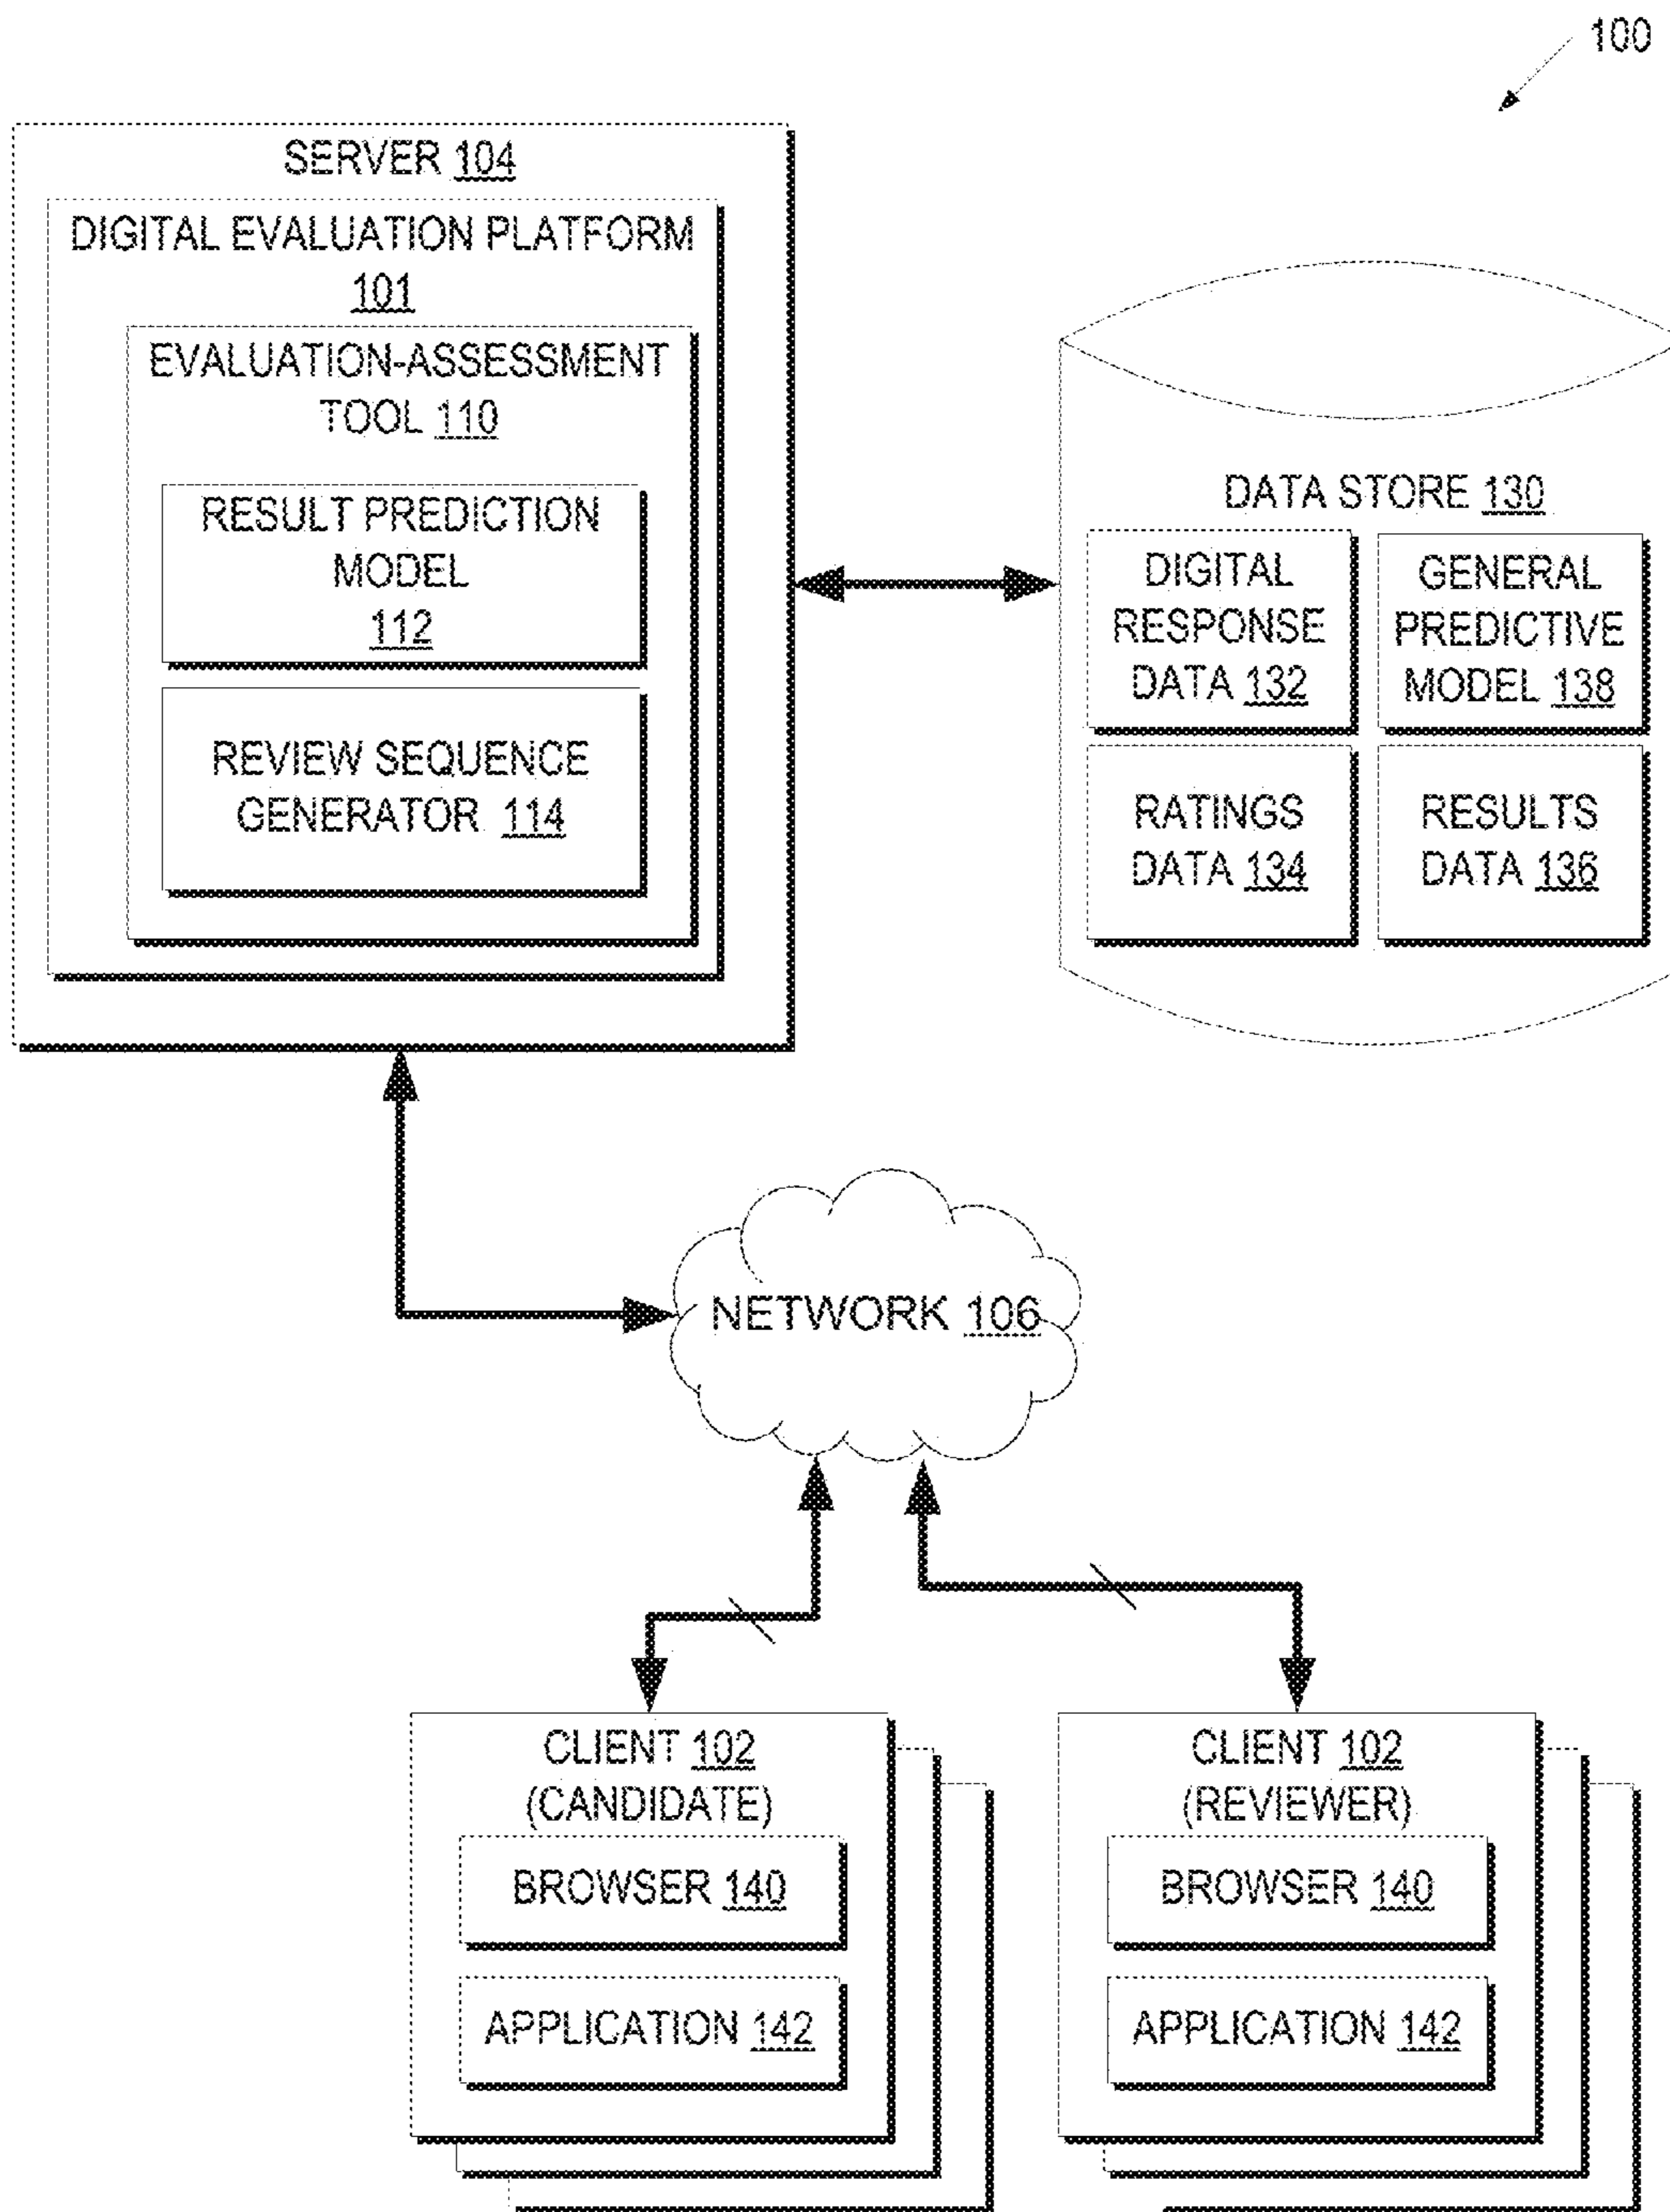 100
SERVER 104
DIGITAL EVALUATION PLATFORM
101
EVALUATION-ASSESSMENT
TOOL 110
RESULT PREDICTION
MODEL
112
REVIEW SEQUENCE
GENERATOR 114
DATA STORE 130
DIGITAL
RESPONSE
DATA 132
GENERAL
PREDICTIVE
MODEL 138
RATINGS
DATA 134
RESULTS
DATA 136
NETWORK 106
CLIENT 102
(CANDIDATE)
BROWSER 140
APPLICATION 142
CLIENT 102
(REVIEWER)
BROWSER 140
APPLICATION 142